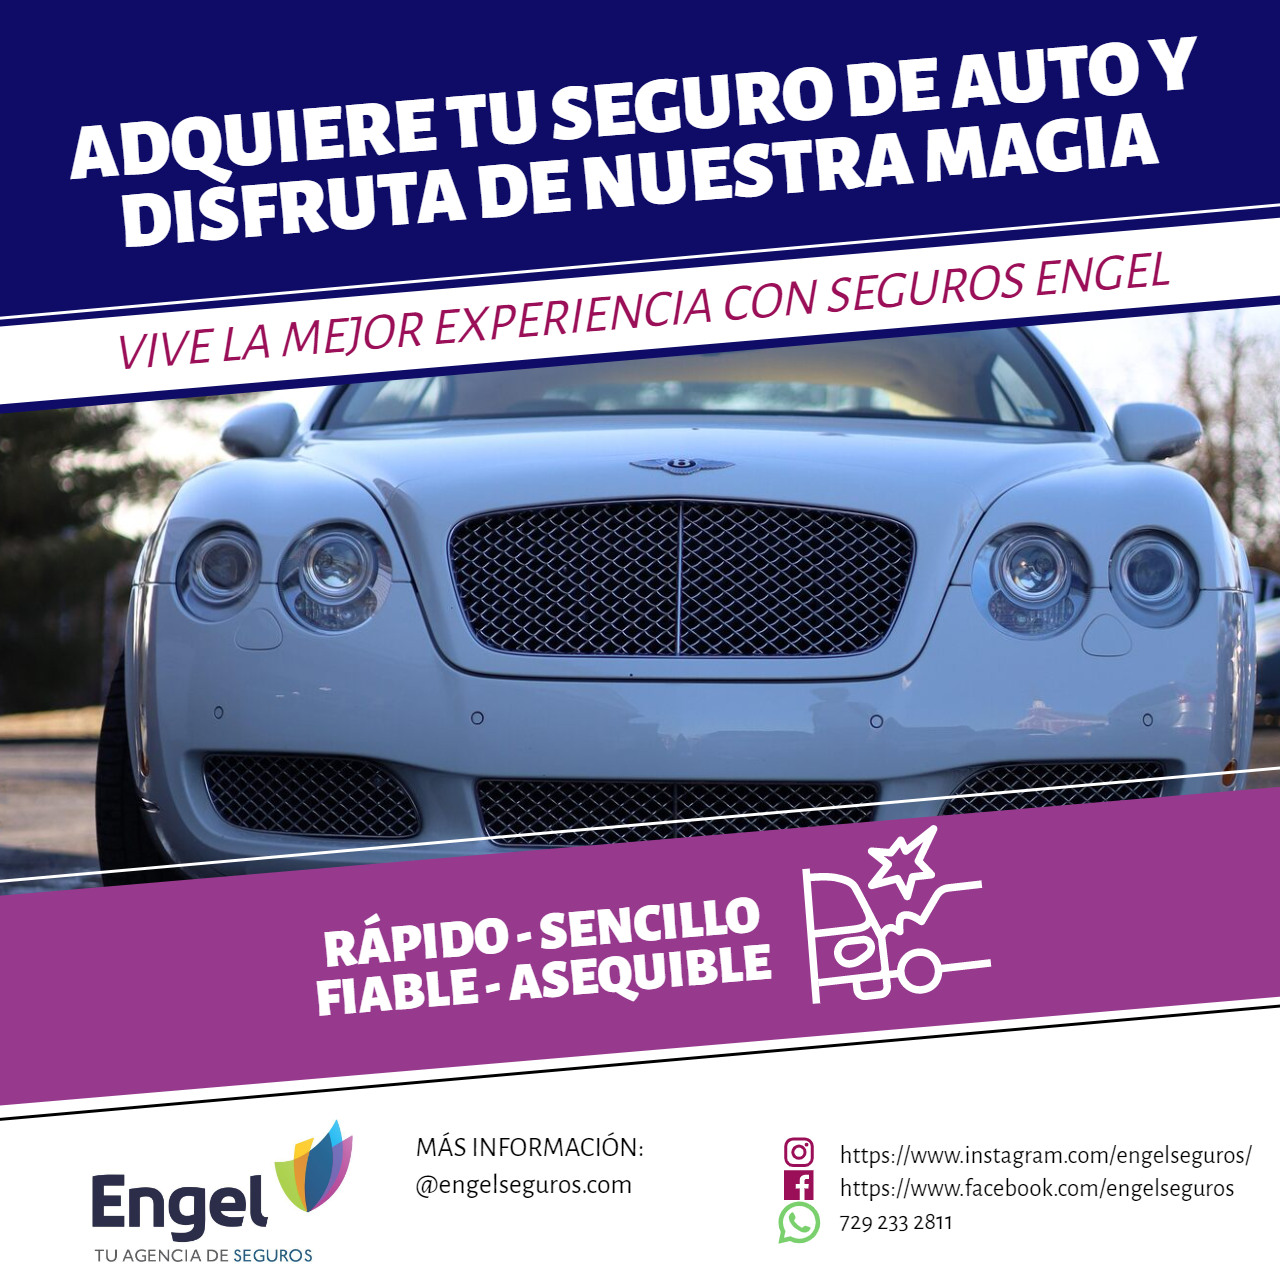 ADQUIERE TU SEGURO DE AUTO Y
DISFRUTA DE NUESTRA MAGIA
VIVE LA MEJOR EXPERIENCIA CON SEGUROS ENGEL
RÁPIDO - SENCILLO
FIABLE - ASEQUIBLE
Engel
TU AGENCIA DE SEGUROS
MÁS INFORMACIÓN:
@engelseguros.com
https://www.instagram.com/engelseguros/
https://www.facebook.com/engelseguros
729 233 2811